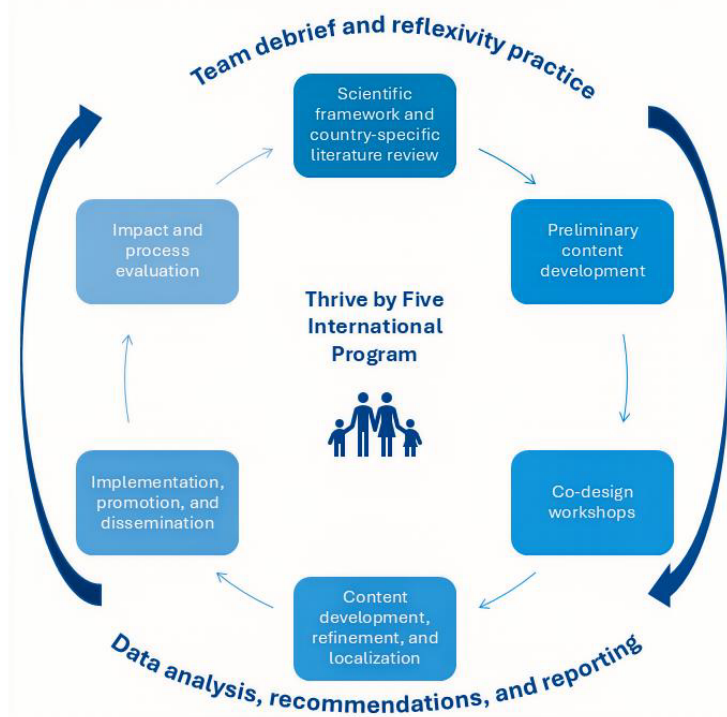 Team debrief and reflexivity practice
Scientific
framework and
country-specific
literature review
Preliminary
content
development
Co-design
workshops
Content
development,
refinement, and
localization
Implementation,
promotion, and
dissemination
Impact and
process
evaluation
Thrive by Five
International
Program
Data analysis, recommendations, and reporting